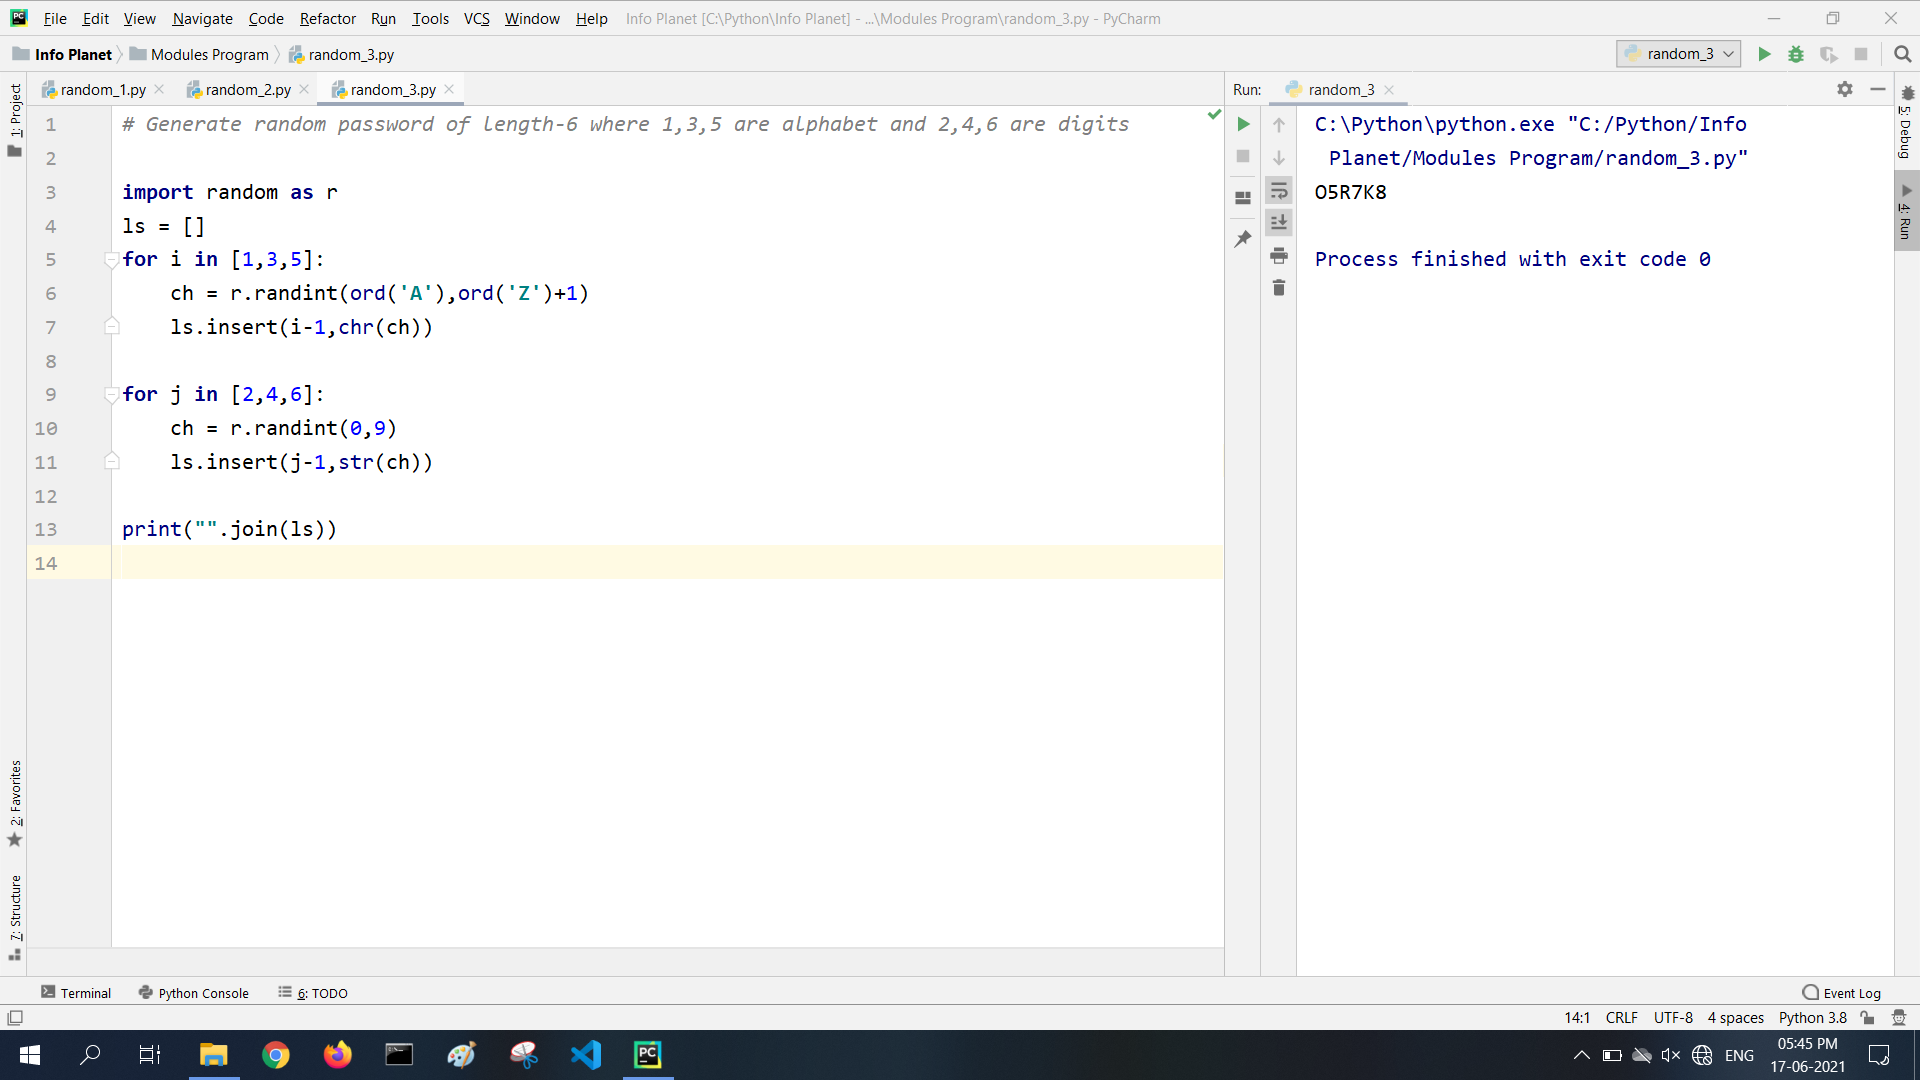 File Edit View Navigate Code Refactor Run Tools VCS Window Help Info Planet [C:\Python\Info Planet] - ...\Modules Program\random_3.py - PyCharm
Info Planet Modules Program random_3.py random_3
random_1.py random_2.py random_3.py
Run: random_3
1: Project
2: Favorites
7: Structure
5: Debug
4: Run
1 # Generate random password of length-6 where 1,3,5 are alphabet and 2,4,6 are digits
2
3 import random as r
4 ls = []
5 for i in [1,3,5]:
6     ch = r.randint(ord('A'),ord('Z')+1)
7     ls.insert(i-1,chr(ch))
8
9 for j in [2,4,6]:
10     ch = r.randint(0,9)
11     ls.insert(j-1,str(ch))
12
13 print("".join(ls))
14
C:\Python\python.exe "C:/Python/Info
Planet/Modules Program/random_3.py"
O5R7K8
Process finished with exit code 0
Terminal Python Console 6: TODO Event Log
14:1 CRLF UTF-8 4 spaces Python 3.8
PC
ENG
05:45 PM
17-06-2021